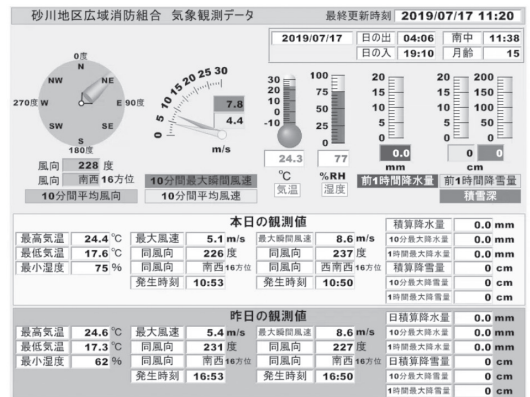 砂川地区広域消防組合 気象観測データ
最終更新時刻 2019/07/17 11:20
2019/07/17 日の出 04:06 南中 11:38
日の入 19:10 月齢 15
0度
N
NW NE
270度 W E 90度
SW SE
S
180度
風向 228 度
風向 南西 16方位
10分間平均風向
0 5 10 15 20 25 30
7.8
4.4
m/s
10分間最大瞬間風速
10分間平均風速
30
20
10
0
-10
24.3
℃
気温
100
75
50
25
0
77
%RH
湿度
20
15
10
5
0
0.0
mm
前1時間降水量
20 200
15 150
10 100
5 50
0 0
0 0
cm
前1時間降雪量
積雪深
本日の観測値
最高気温 24.4 ℃ 最大風速 5.1 m/s 最大瞬間風速 8.6 m/s
最低気温 17.6 ℃ 同風向 226 度 同風向 237 度
最小湿度 75 % 同風向 南西 16方位 同風向 西南西 16方位
発生時刻 10:53 発生時刻 10:50
積算降水量 0.0 mm
10分最大降水量 0.0 mm
1時間最大降水量 0.0 mm
積算降雪量 0 cm
10分最大降雪量 0 cm
1時間最大降雪量 0 cm
昨日の観測値
最高気温 24.6 ℃ 最大風速 5.4 m/s 最大瞬間風速 8.6 m/s
最低気温 17.3 ℃ 同風向 231 度 同風向 227 度
最小湿度 62 % 同風向 南西 16方位 同風向 南西 16方位
発生時刻 16:53 発生時刻 16:50
日積算降水量 0.0 mm
10分最大降水量 0.0 mm
1時間最大降水量 0.0 mm
日積算降雪量 0 cm
10分最大降雪量 0 cm
1時間最大降雪量 0 cm